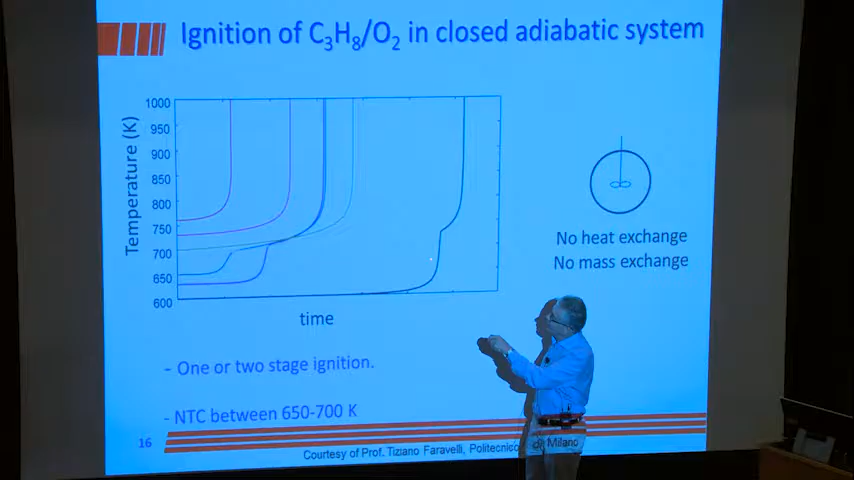 Ignition of C3H8/O2 in closed adiabatic system
1000
950
900
850
800
750
700
650
600
Temperature (K)
time
No heat exchange
No mass exchange
- One or two stage ignition.
- NTC between 650-700 K
16
Courtesy of Prof. Tiziano Faravelli, Politecnico di Milano